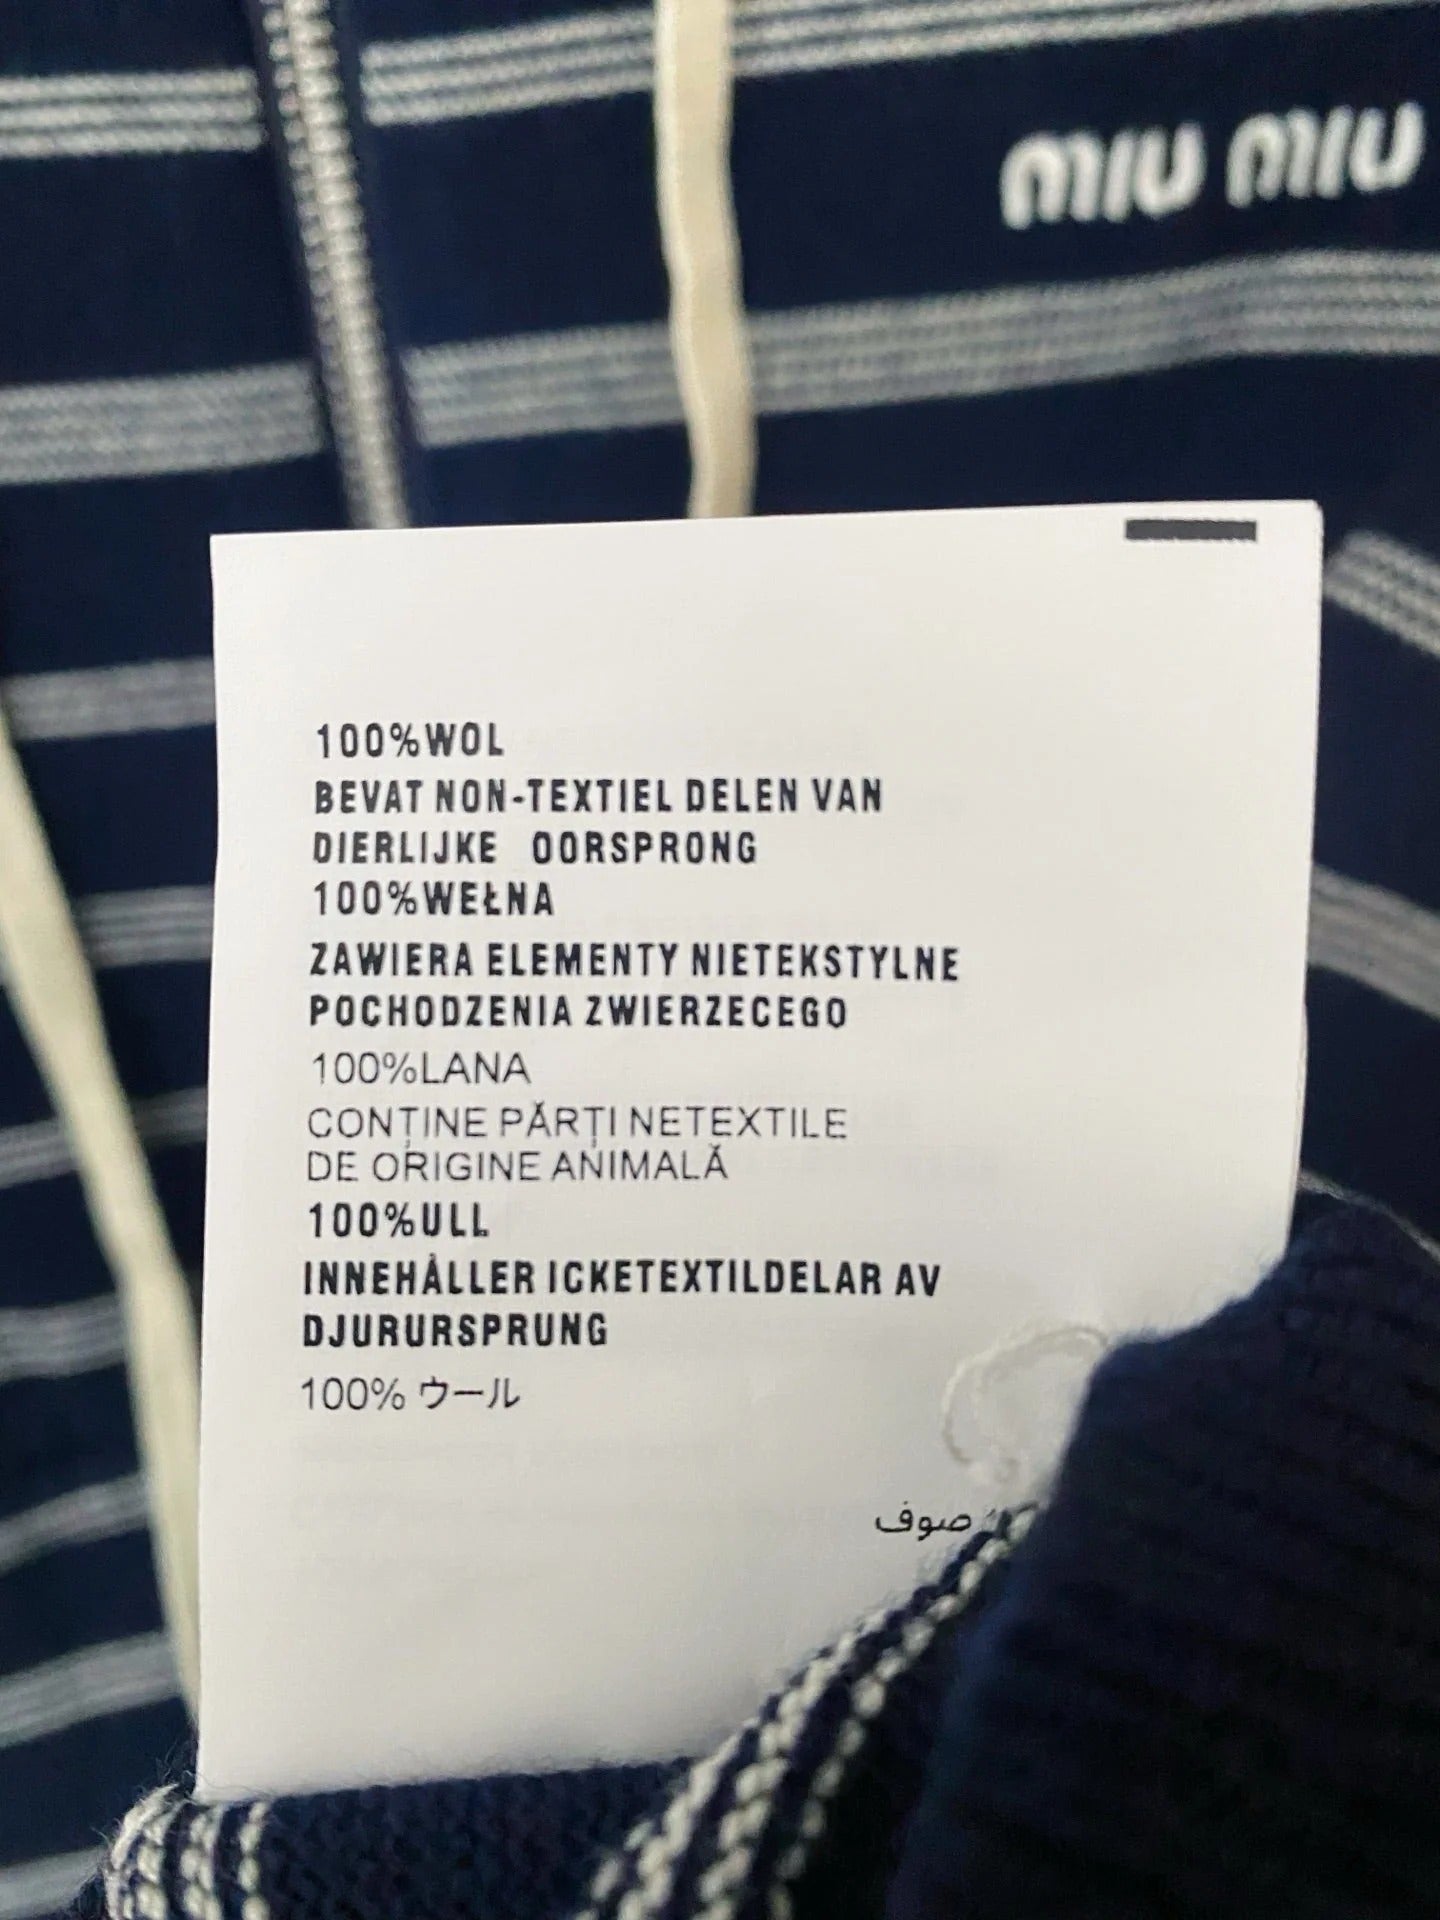 MIU MIU
100%WOL
BEVAT NON-TEXTIEL DELEN VAN
DIERLIJKE OORSPRONG
100%WEŁNA
ZAWIERA ELEMENTY NIETEKSTYLNE
POCHODZENIA ZWIERZECEGO
100%LANA
CONȚINE PĂRȚI NETEXTILE
DE ORIGINE ANIMALĂ
100%ULL
INNEHÅLLER ICKETEXTILDELAR AV
DJURURSPRUNG
100% ウール
صوف